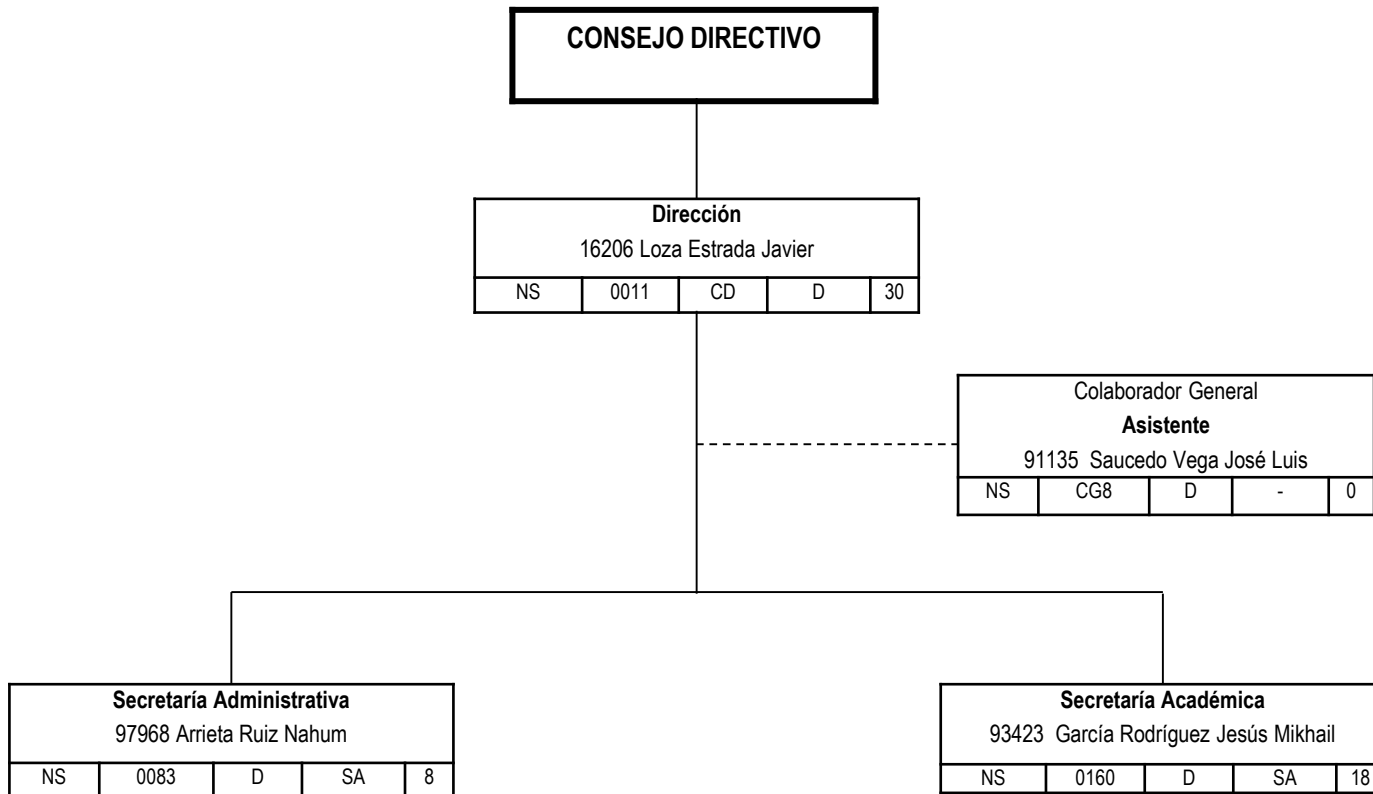 CONSEJO DIRECTIVO
Dirección
16206 Loza Estrada Javier
NS 0011 CD D 30
Colaborador General
Asistente
91135 Saucedo Vega José Luis
NS CG8 D - 0
Secretaría Administrativa
97968 Arrieta Ruiz Nahum
NS 0083 D SA 8
Secretaría Académica
93423 García Rodríguez Jesús Mikhail
NS 0160 D SA 18